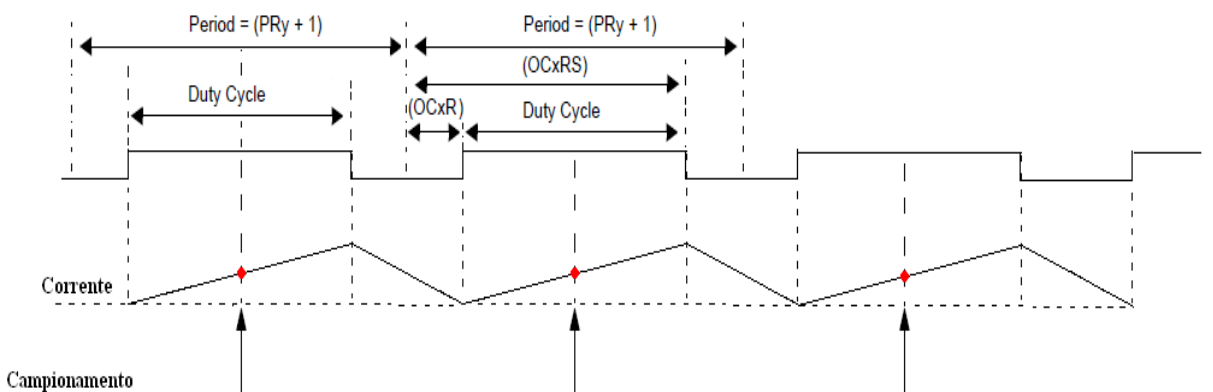 Period = (PRy + 1)
Period = (PRy + 1)
(OCxRS)
Duty Cycle
(OCxR)
Duty Cycle
Corrente
Campionamento